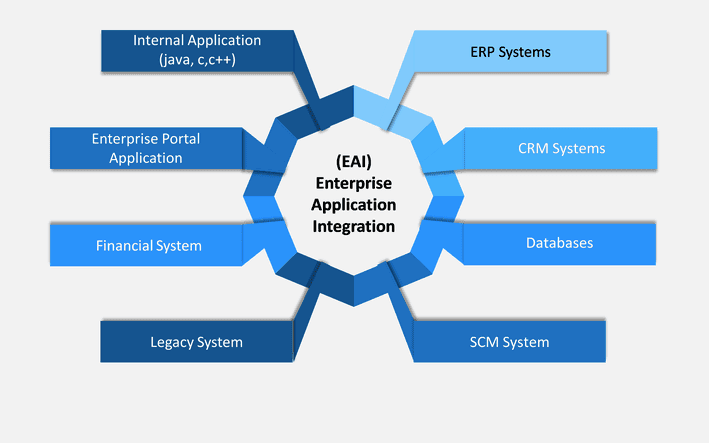 Internal Application
(java, c,c++)
ERP Systems
Enterprise Portal
Application
CRM Systems
(EAI)
Enterprise
Application
Integration
Financial System
Databases
Legacy System
SCM System